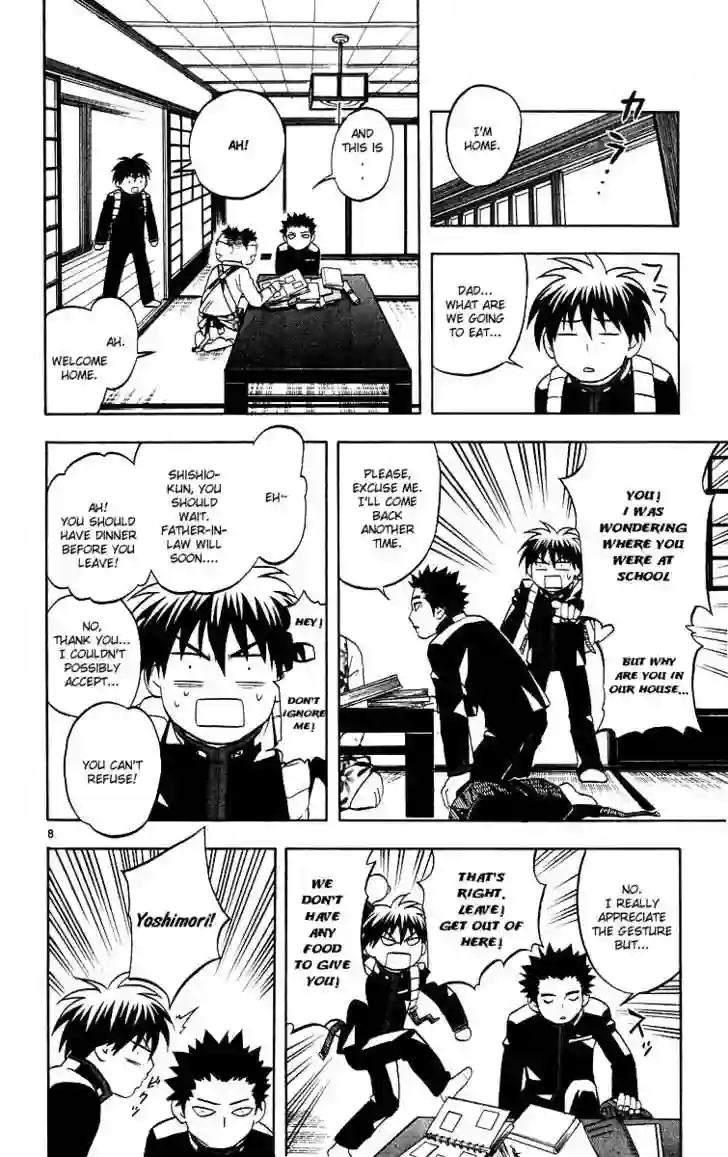 I'M
HOME.
ガラ
DAD...
WHAT ARE
WE GOING
TO EAT...
AND
THIS IS
...
AH!
AH.
WELCOME
HOME.
YOU!
I WAS
WONDERING
WHERE YOU
WERE AT
SCHOOL
BUT WHY
ARE YOU IN
OUR HOUSE...
PLEASE,
EXCUSE ME.
I'LL COME
BACK
ANOTHER
TIME.
EH~
SHISHIO-
KUN, YOU
SHOULD
WAIT.
FATHER-IN-
LAW WILL
SOON....
AH!
YOU SHOULD
HAVE DINNER
BEFORE YOU
LEAVE!
HEY!
DON'T
IGNORE
ME!
NO,
THANK YOU...
I COULDN'T
POSSIBLY
ACCEPT...
YOU CAN'T
REFUSE!
8
NO.
I REALLY
APPRECIATE
THE GESTURE
BUT...
THAT'S
RIGHT.
LEAVE!
GET OUT OF
HERE!
WE
DON'T
HAVE
ANY
FOOD
TO GIVE
YOU!
Yoshimori!